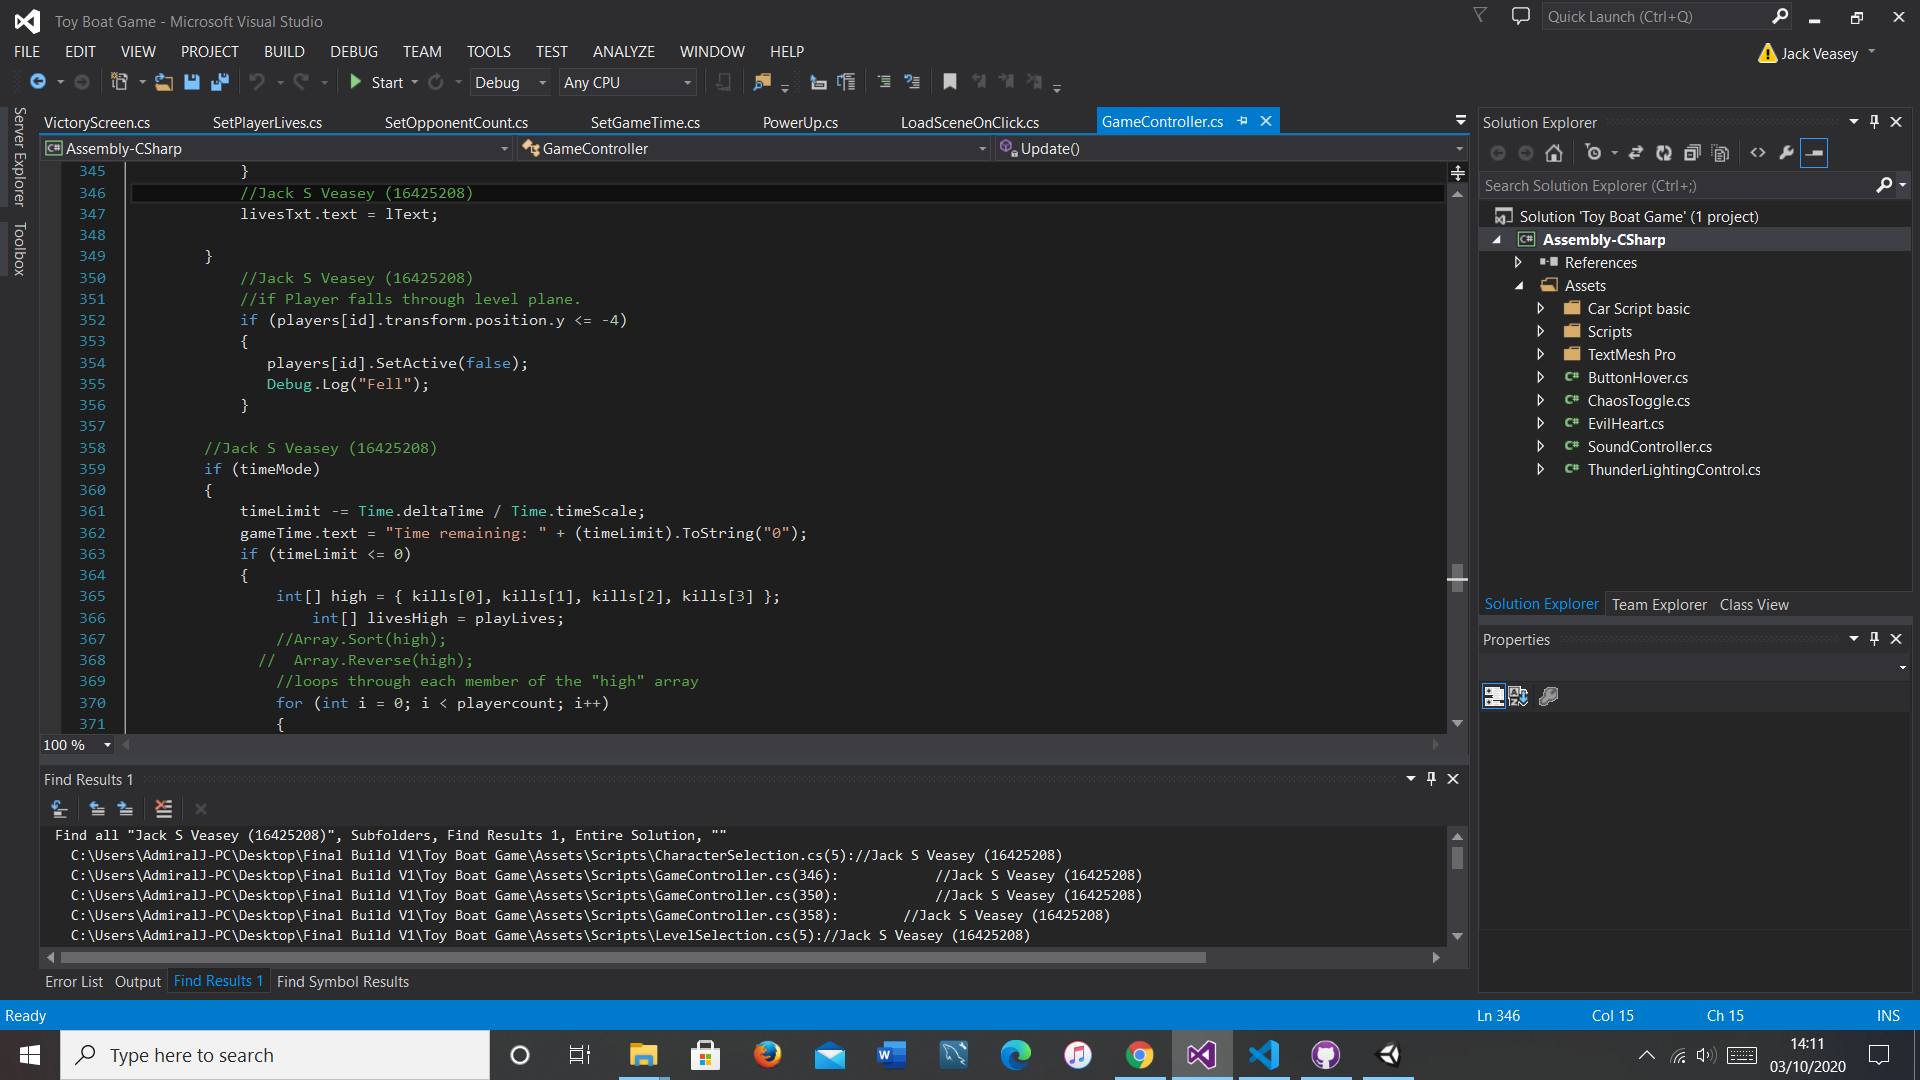 Toy Boat Game - Microsoft Visual Studio
Quick Launch (Ctrl+Q)
FILE EDIT VIEW PROJECT BUILD DEBUG TEAM TOOLS TEST ANALYZE WINDOW HELP
Jack Veasey
Start Debug Any CPU
Server Explorer
Toolbox
VictoryScreen.cs SetPlayerLives.cs SetOpponentCount.cs SetGameTime.cs PowerUp.cs LoadSceneOnClick.cs GameController.cs
Assembly-CSharp GameController Update()
345 }
346 //Jack S Veasey (16425208)
347 livesTxt.text = lText;
348
349 }
350 //Jack S Veasey (16425208)
351 //if Player falls through level plane.
352 if (players[id].transform.position.y <= -4)
353 {
354 players[id].SetActive(false);
355 Debug.Log("Fell");
356 }
357
358 //Jack S Veasey (16425208)
359 if (timeMode)
360 {
361 timeLimit -= Time.deltaTime / Time.timeScale;
362 gameTime.text = "Time remaining: " + (timeLimit).ToString("0");
363 if (timeLimit <= 0)
364 {
365 int[] high = { kills[0], kills[1], kills[2], kills[3] };
366 int[] livesHigh = playLives;
367 //Array.Sort(high);
368 //  Array.Reverse(high);
369 //loops through each member of the "high" array
370 for (int i = 0; i < playercount; i++)
371 {
100 %
Find Results 1
Find all "Jack S Veasey (16425208)", Subfolders, Find Results 1, Entire Solution, ""
C:\Users\AdmiralJ-PC\Desktop\Final Build V1\Toy Boat Game\Assets\Scripts\CharacterSelection.cs(5)://Jack S Veasey (16425208)
C:\Users\AdmiralJ-PC\Desktop\Final Build V1\Toy Boat Game\Assets\Scripts\GameController.cs(346): //Jack S Veasey (16425208)
C:\Users\AdmiralJ-PC\Desktop\Final Build V1\Toy Boat Game\Assets\Scripts\GameController.cs(350): //Jack S Veasey (16425208)
C:\Users\AdmiralJ-PC\Desktop\Final Build V1\Toy Boat Game\Assets\Scripts\GameController.cs(358): //Jack S Veasey (16425208)
C:\Users\AdmiralJ-PC\Desktop\Final Build V1\Toy Boat Game\Assets\Scripts\LevelSelection.cs(5)://Jack S Veasey (16425208)
Error List Output Find Results 1 Find Symbol Results
Solution Explorer
Search Solution Explorer (Ctrl+;)
Solution 'Toy Boat Game' (1 project)
C# Assembly-CSharp
References
Assets
Car Script basic
Scripts
TextMesh Pro
C# ButtonHover.cs
C# ChaosToggle.cs
C# EvilHeart.cs
C# SoundController.cs
C# ThunderLightingControl.cs
Solution Explorer Team Explorer Class View
Properties
Ready Ln 346 Col 15 Ch 15 INS
Type here to search
14:11
03/10/2020